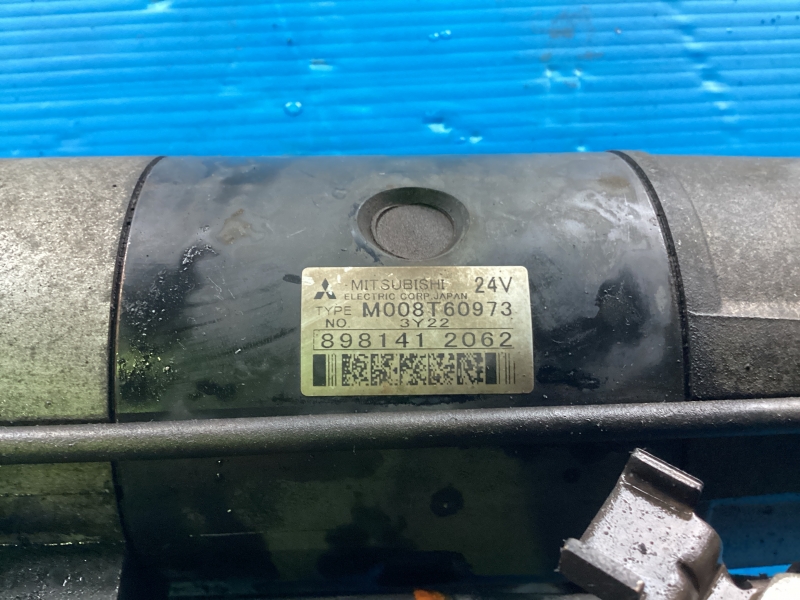 MITSUBISHI 24V
ELECTRIC CORP. JAPAN
TYPE M008T60973
NO. 3Y22
898141 2062